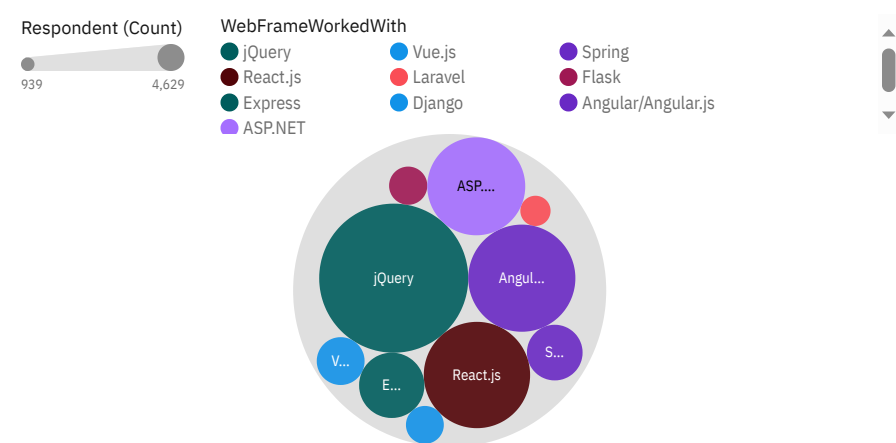 Respondent (Count)
939
4,629
WebFrameWorkedWith
jQuery
Vue.js
Spring
React.js
Laravel
Flask
Express
Django
Angular/Angular.js
ASP.NET
ASP....
jQuery
Angul...
V...
S...
E...
React.js